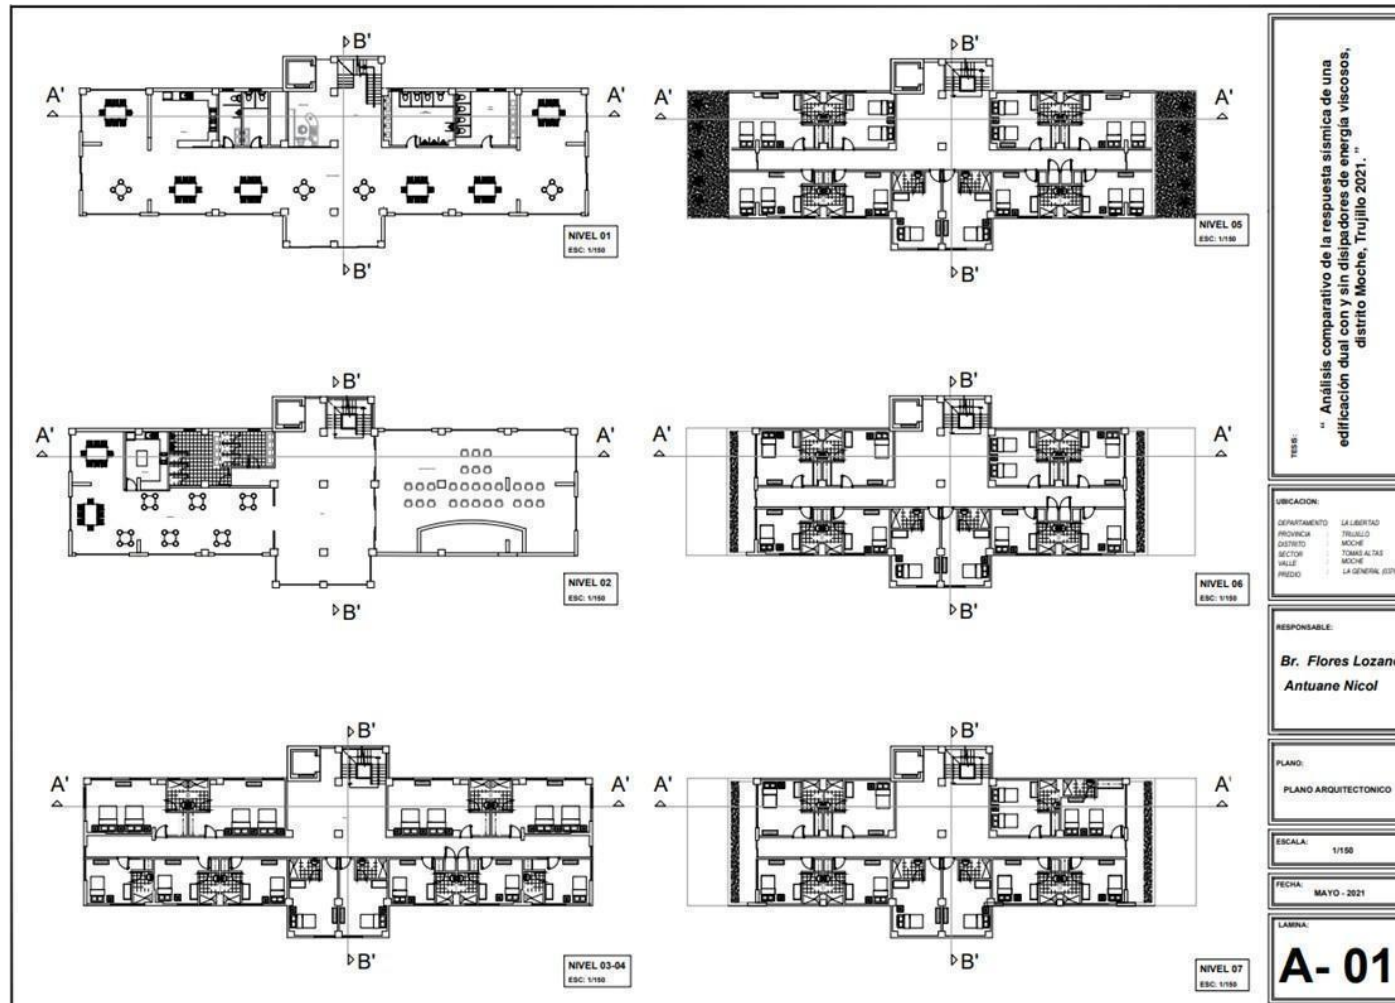 B'
A'
A'
B'
NIVEL 01
ESC: 1/150
B'
A'
A'
B'
NIVEL 05
ESC: 1/150
B'
A'
A'
B'
NIVEL 02
ESC: 1/150
B'
A'
A'
B'
NIVEL 06
ESC: 1/150
B'
A'
A'
B'
NIVEL 03-04
ESC: 1/150
B'
A'
A'
B'
NIVEL 07
ESC: 1/150
TESIS:
“ Análisis comparativo de la respuesta sísmica de una
edificación dual con y sin disipadores de energía viscosos,
distrito Moche, Trujillo 2021. ”
UBICACION:
DEPARTAMENTO : LA LIBERTAD
PROVINCIA : TRUJILLO
DISTRITO : MOCHE
SECTOR : TOMAS ALTAS
VALLE : MOCHE
PREDIO : LA GENERAL
RESPONSABLE:
Br. Flores Lozano
Antuane Nicol
PLANO:
PLANO ARQUITECTONICO
ESCALA:
1/150
FECHA:
MAYO - 2021
LAMINA:
A- 01